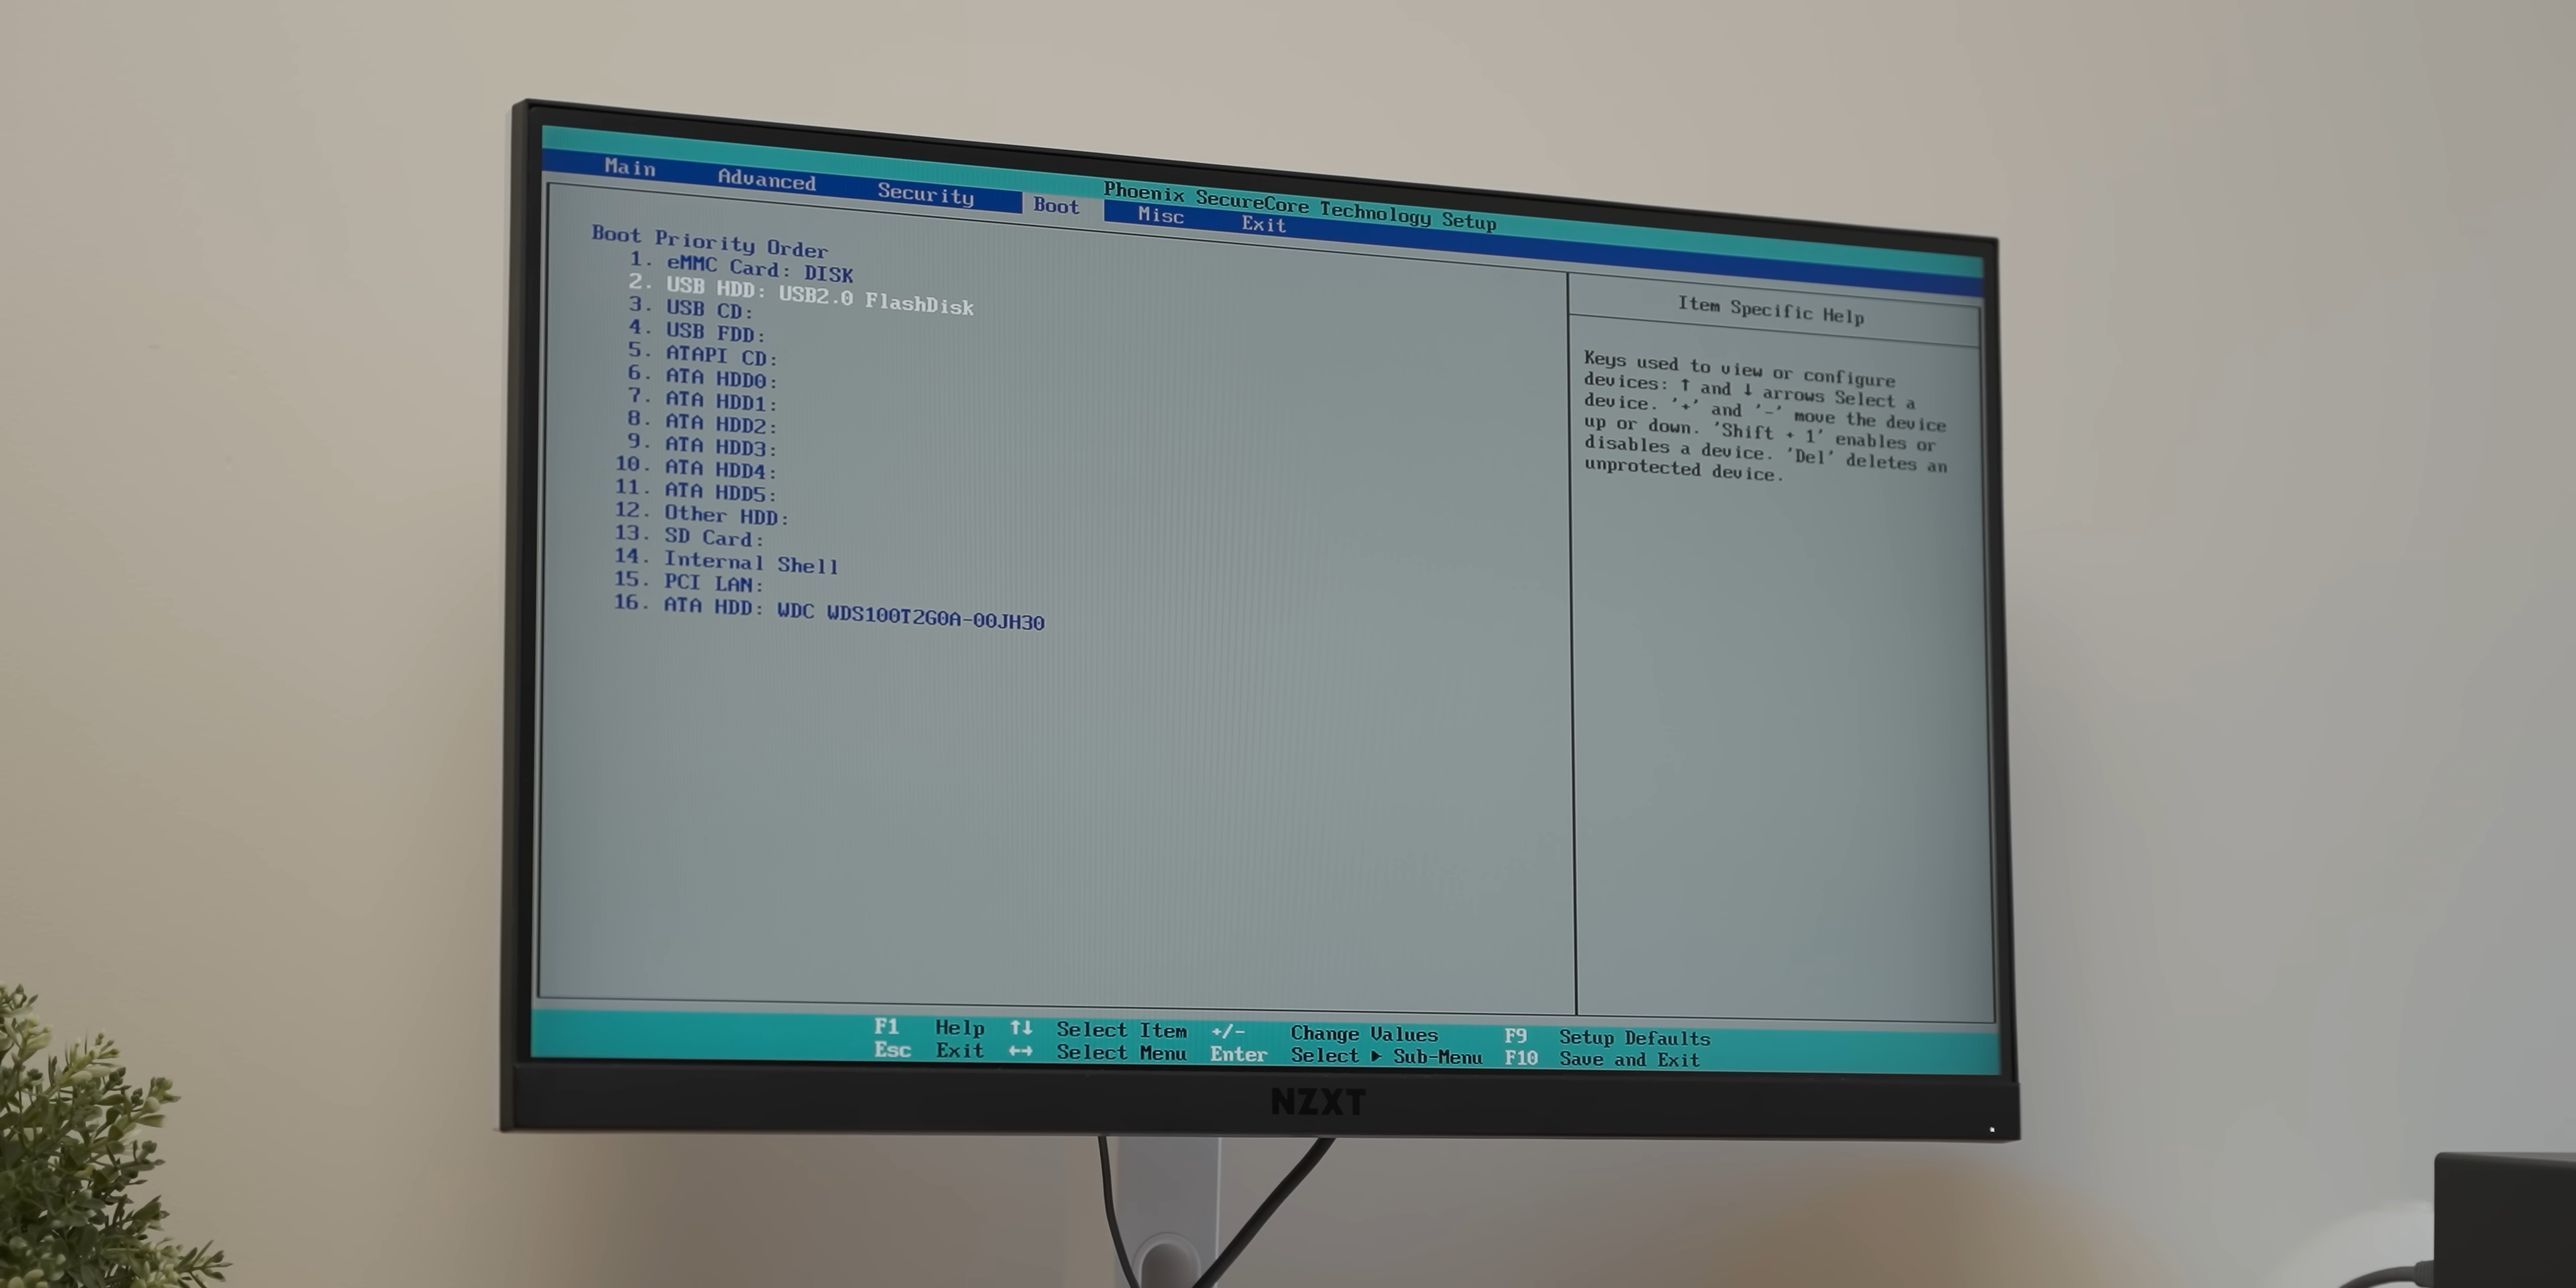 Phoenix SecureCore Technology Setup
Main Advanced Security Boot Misc Exit
Boot Priority Order
1. eMMC Card: DISK
2. USB HDD: USB2.0 FlashDisk
3. USB CD:
4. USB FDD:
5. ATAPI CD:
6. ATA HDD0:
7. ATA HDD1:
8. ATA HDD2:
9. ATA HDD3:
10. ATA HDD4:
11. ATA HDD5:
12. Other HDD:
13. SD Card:
14. Internal Shell
15. PCI LAN:
16. ATA HDD: WDC WDS100T2G0A-00JH30
Item Specific Help
Keys used to view or configure
devices: ↑ and ↓ arrows Select a
device. '+' and '-' move the device
up or down. 'Shift + 1' enables or
disables a device. 'Del' deletes an
unprotected device.
F1 Help ↑↓ Select Item +/- Change Values F9 Setup Defaults
Esc Exit ←→ Select Menu Enter Select ▶ Sub-Menu F10 Save and Exit
NZXT